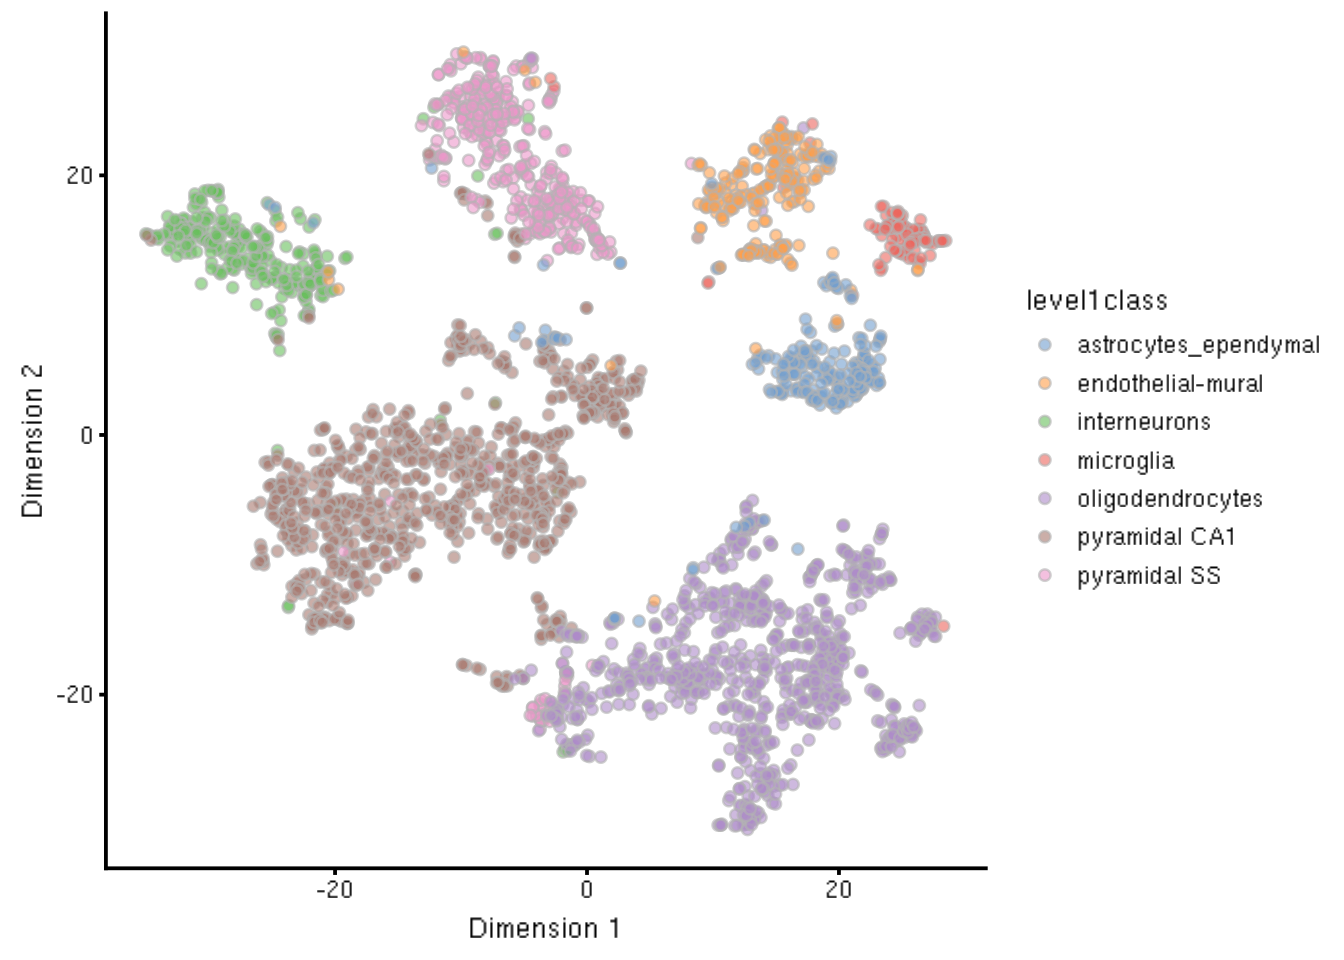 20
0
-20
Dimension 2
-20
0
20
Dimension 1
level1class
astrocytes_ependymal
endothelial-mural
interneurons
microglia
oligodendrocytes
pyramidal CA1
pyramidal SS